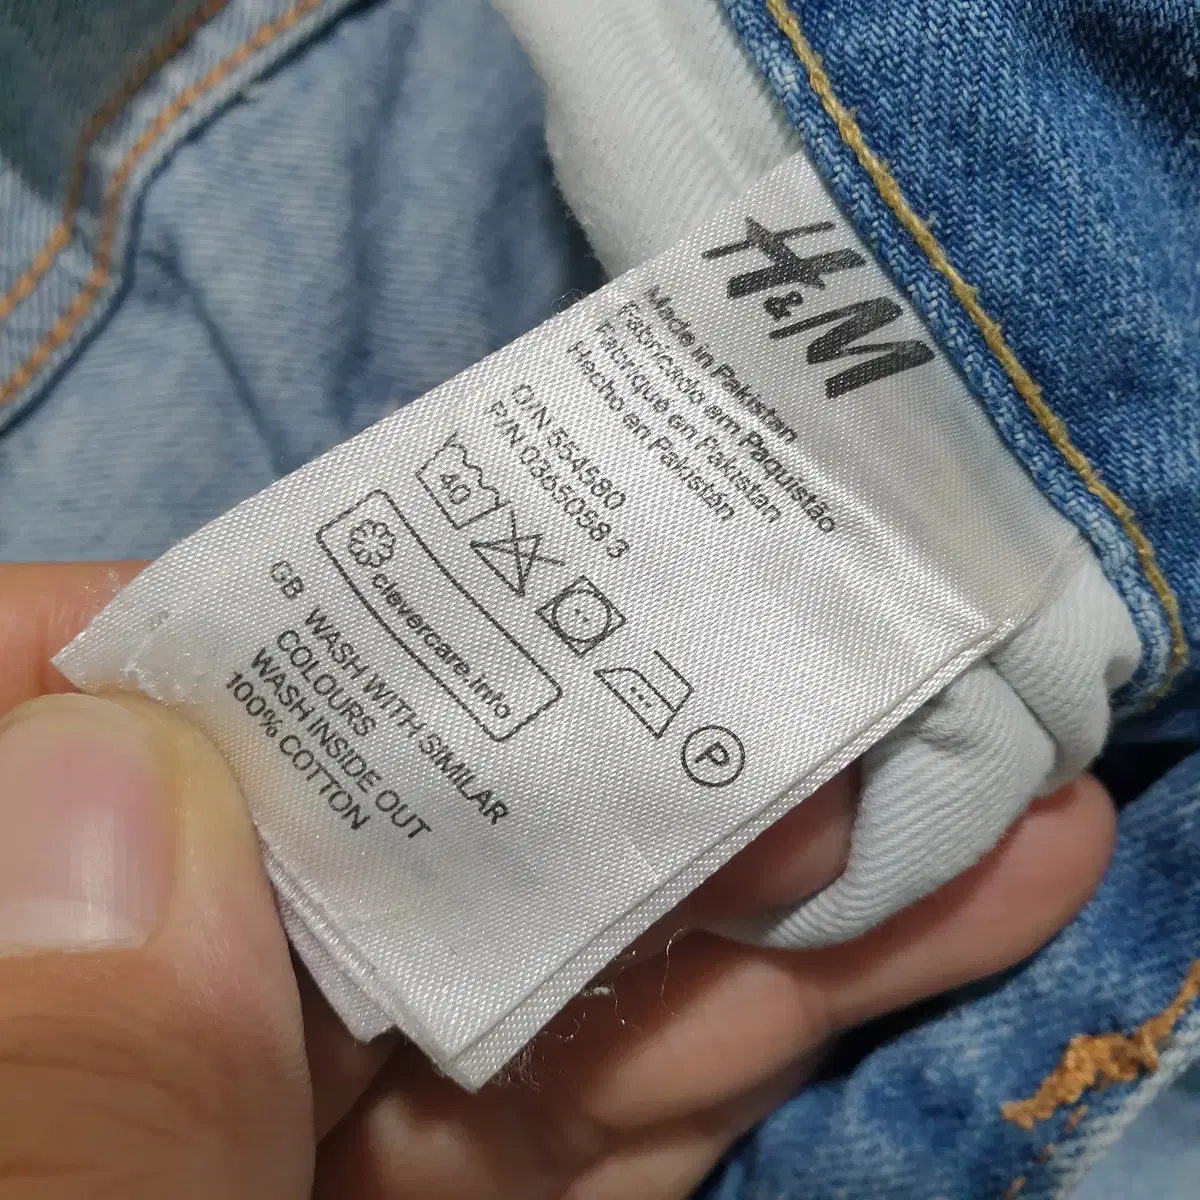 H&M
Made in Pakistan
Fabricado em Paquistão
Fabriqué en Pakistan
Hecho en Pakistán
O/N 554580
P/N 0365058 3
40
P
clevercare.info
GB WASH WITH SIMILAR
COLOURS
WASH INSIDE OUT
100% COTTON